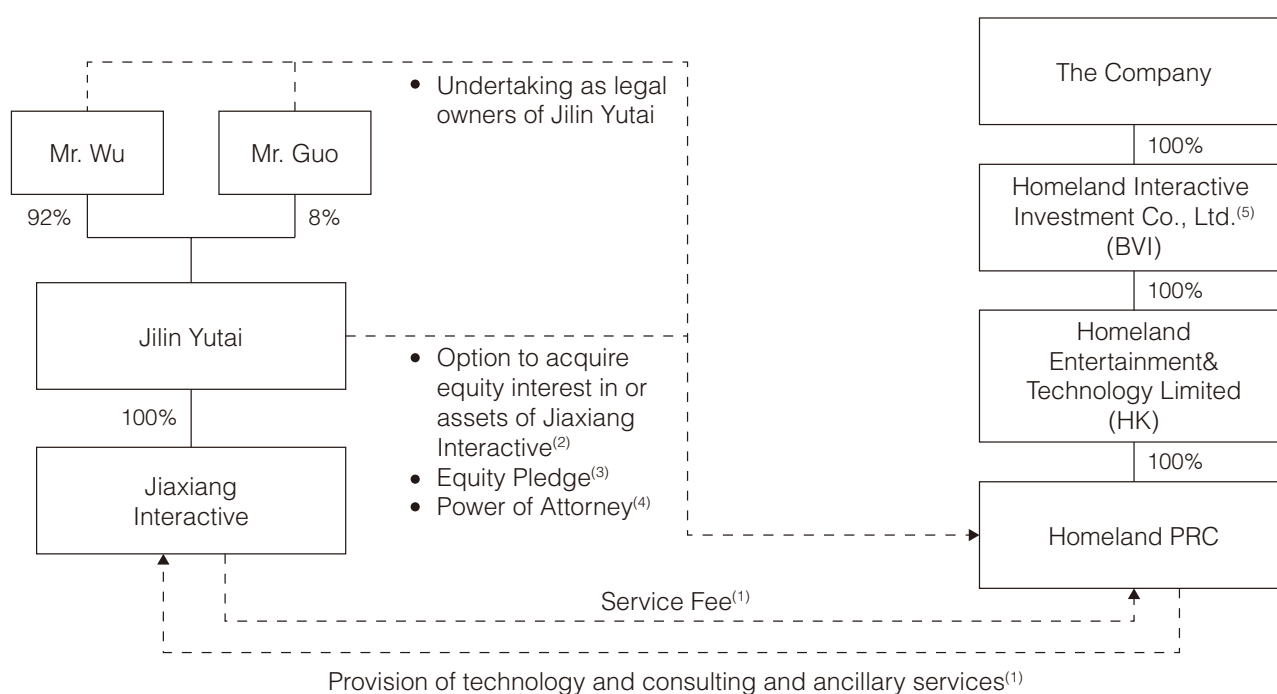 • Undertaking as legal
owners of Jilin Yutai
Mr. Wu
Mr. Guo
92%
8%
Jilin Yutai
100%
Jiaxiang
Interactive
• Option to acquire
equity interest in or
assets of Jiaxiang
Interactive(2)
• Equity Pledge(3)
• Power of Attorney(4)
The Company
100%
Homeland Interactive
Investment Co., Ltd.(5)
(BVI)
100%
Homeland
Entertainment&
Technology Limited
(HK)
100%
Homeland PRC
Service Fee(1)
Provision of technology and consulting and ancillary services(1)